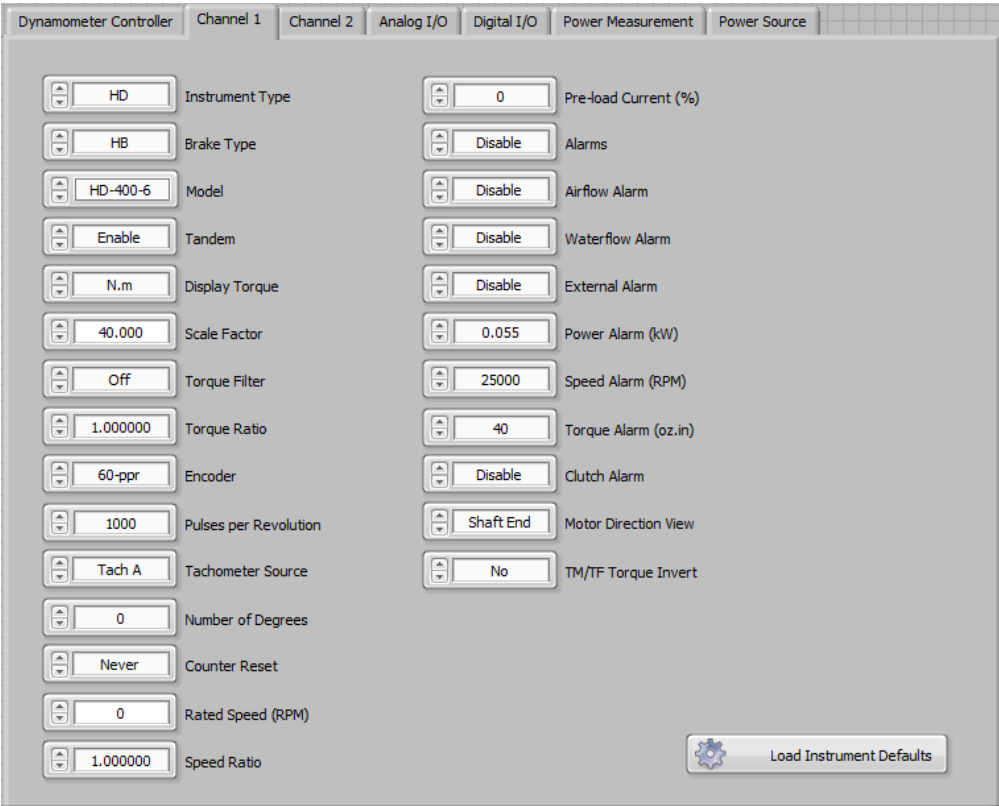 Dynamometer Controller Channel 1 Channel 2 Analog I/O Digital I/O Power Measurement Power Source
HD Instrument Type
HB Brake Type
HD-400-6 Model
Enable Tandem
N.m Display Torque
40.000 Scale Factor
Off Torque Filter
1.000000 Torque Ratio
60-ppr Encoder
1000 Pulses per Revolution
Tach A Tachometer Source
0 Number of Degrees
Never Counter Reset
0 Rated Speed (RPM)
1.000000 Speed Ratio
0 Pre-load Current (%)
Disable Alarms
Disable Airflow Alarm
Disable Waterflow Alarm
Disable External Alarm
0.055 Power Alarm (kW)
25000 Speed Alarm (RPM)
40 Torque Alarm (oz.in)
Disable Clutch Alarm
Shaft End Motor Direction View
No TM/TF Torque Invert
Load Instrument Defaults